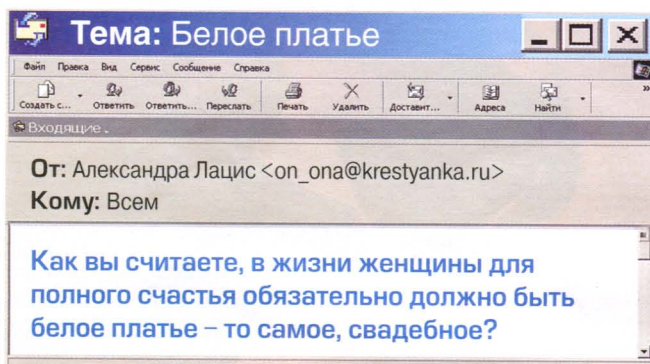 Тема: Белое платье
Файл Правка Вид Сервис Сообщение Справка
Создать с... Ответить Ответить... Переслать Печать Удалить Доставит... Адреса Найти »
Входящие.
От: Александра Лацис <on_ona@krestyanka.ru>
Кому: Всем
Как вы считаете, в жизни женщины для
полного счастья обязательно должно быть
белое платье – то самое, свадебное?